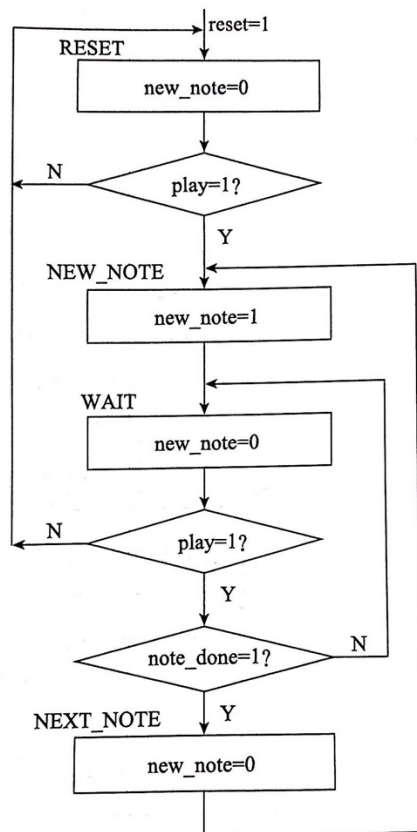 reset=1
RESET
new_note=0
N
play=1?
Y
NEW_NOTE
new_note=1
WAIT
new_note=0
N
play=1?
Y
note_done=1?
N
Y
NEXT_NOTE
new_note=0